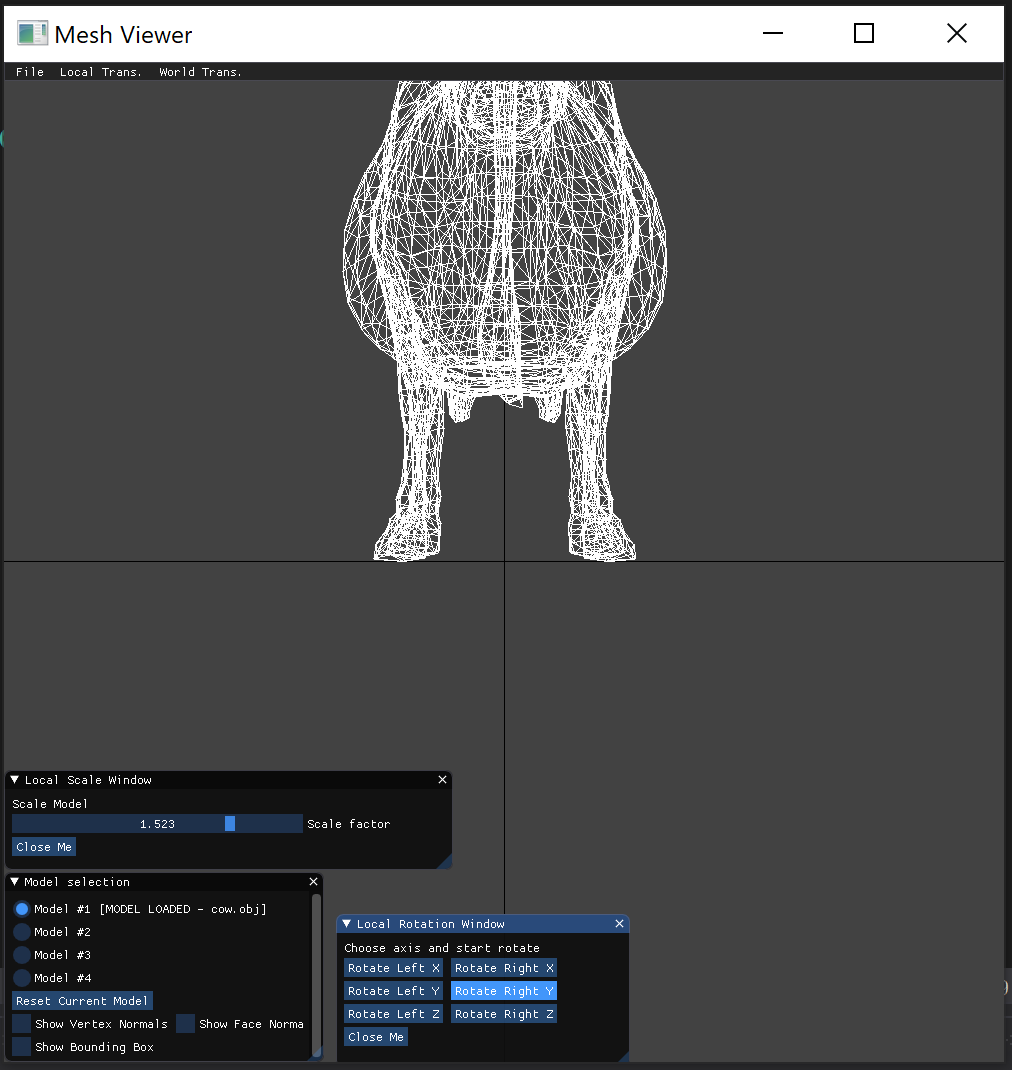 Mesh Viewer
File Local Trans. World Trans.
Local Scale Window
Scale Model
1.523 Scale factor
Close Me
Model selection
Model #1 [MODEL LOADED - cow.obj]
Model #2
Model #3
Model #4
Reset Current Model
Show Vertex Normals Show Face Norma
Show Bounding Box
Local Rotation Window
Choose axis and start rotate
Rotate Left X Rotate Right X
Rotate Left Y Rotate Right Y
Rotate Left Z Rotate Right Z
Close Me